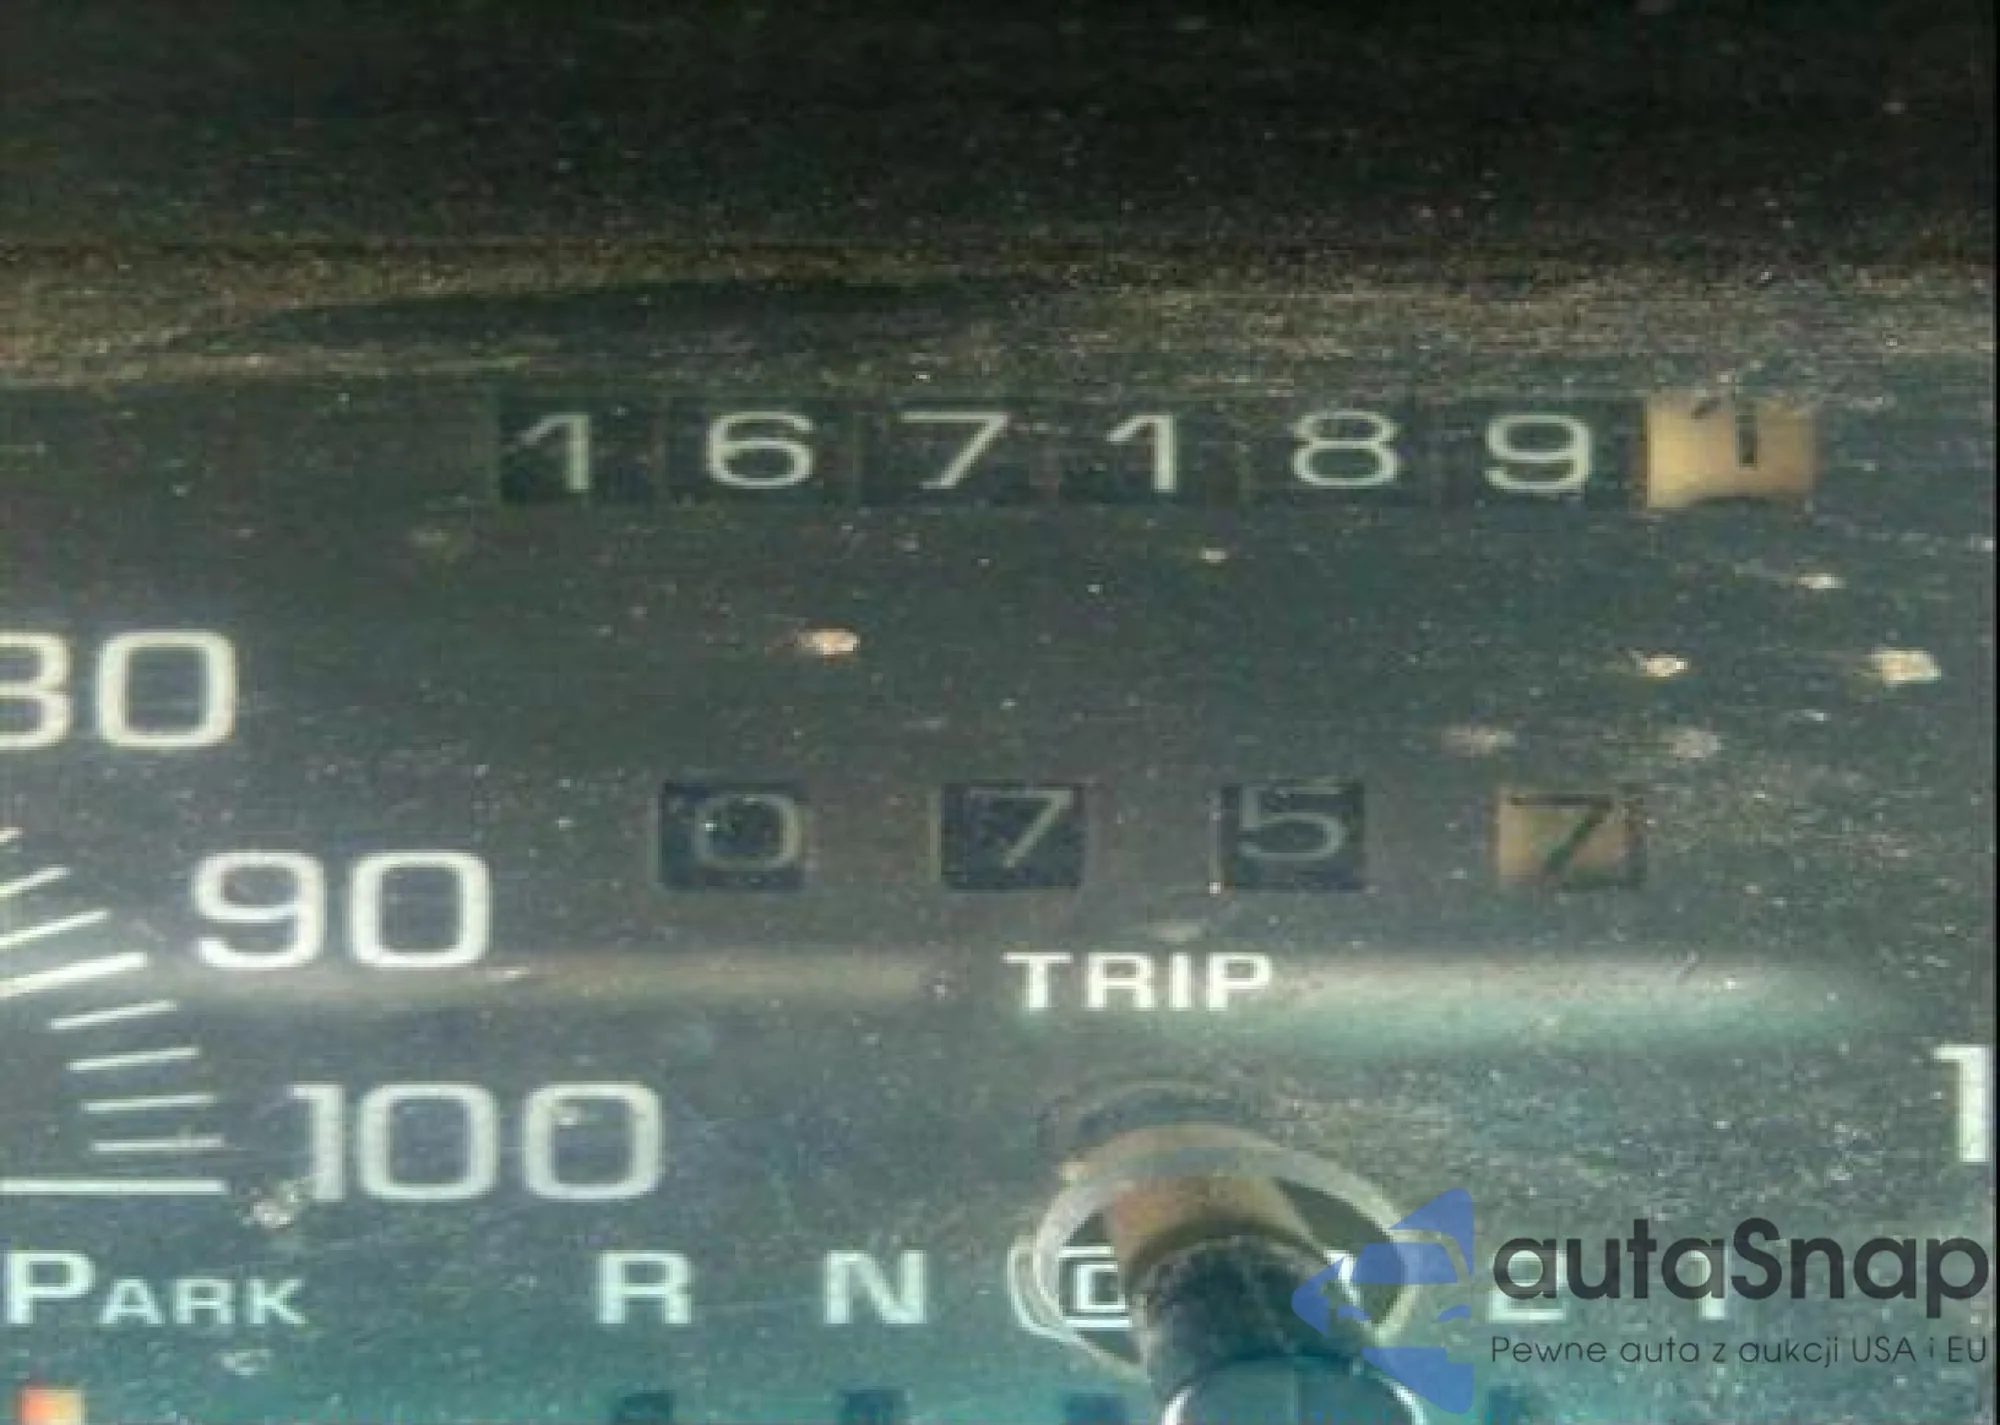 1671891
80
0757
90
TRIP
100
1
PARK R N D
autaSnap
Pewne auta z aukcji USA i EU